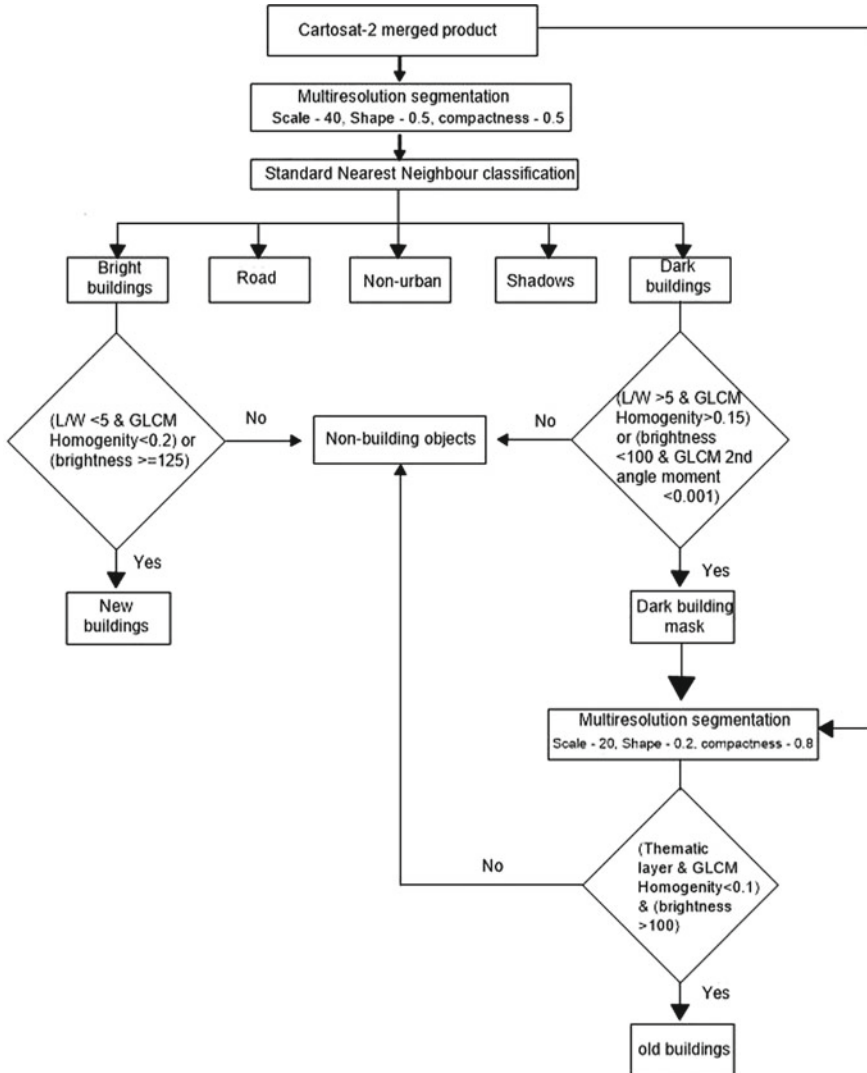 Cartosat-2 merged product
Multiresolution segmentation
Scale - 40, Shape - 0.5, compactness - 0.5
Standard Nearest Neighbour classification
Bright
buildings
Road
Non-urban
Shadows
Dark
buildings
(L/W <5 & GLCM
Homogenity<0.2) or
(brightness >=125)
No
Non-building objects
No
(L/W >5 & GLCM
Homogenity>0.15)
or (brightness
<100 & GLCM 2nd
angle moment
<0.001)
Yes
New
buildings
Yes
Dark building
mask
Multiresolution segmentation
Scale - 20, Shape - 0.2, compactness - 0.8
No
(Thematic
layer & GLCM
Homogenity<0.1)
& (brightness
>100)
Yes
old buildings